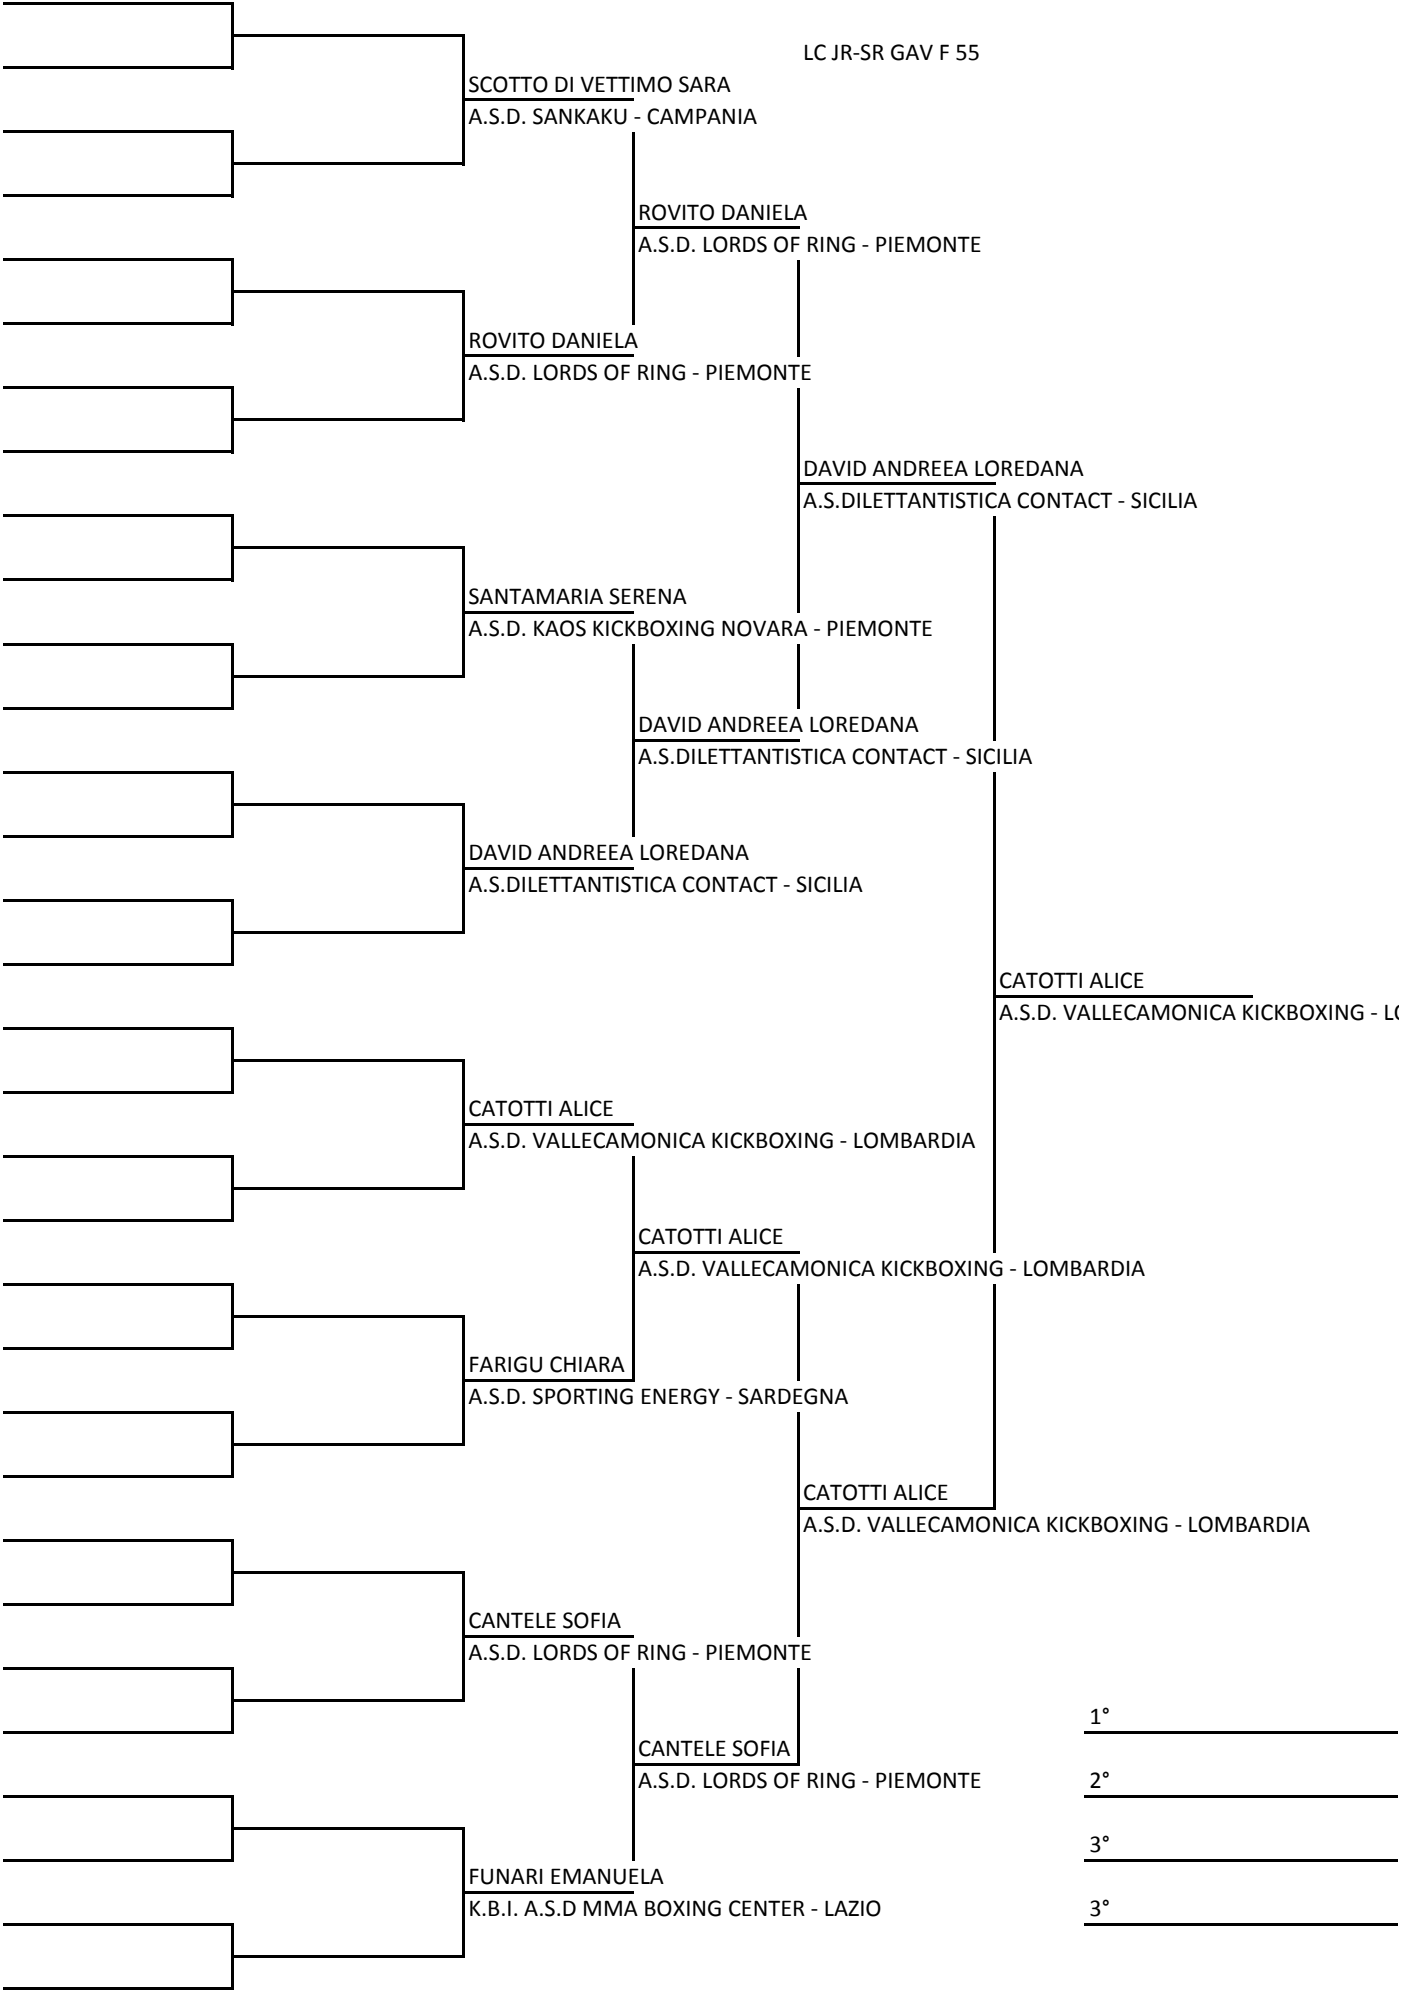 LC JR-SR GAV F 55
SCOTTO DI VETTIMO SARA
A.S.D. SANKAKU - CAMPANIA
ROVITO DANIELA
A.S.D. LORDS OF RING - PIEMONTE
ROVITO DANIELA
A.S.D. LORDS OF RING - PIEMONTE
DAVID ANDREEA LOREDANA
A.S.DILETTANTISTICA CONTACT - SICILIA
SANTAMARIA SERENA
A.S.D. KAOS KICKBOXING NOVARA - PIEMONTE
DAVID ANDREEA LOREDANA
A.S.DILETTANTISTICA CONTACT - SICILIA
DAVID ANDREEA LOREDANA
A.S.DILETTANTISTICA CONTACT - SICILIA
CATOTTI ALICE
A.S.D. VALLECAMONICA KICKBOXING -
CATOTTI ALICE
A.S.D. VALLECAMONICA KICKBOXING - LOMBARDIA
CATOTTI ALICE
A.S.D. VALLECAMONICA KICKBOXING - LOMBARDIA
FARIGU CHIARA
A.S.D. SPORTING ENERGY - SARDEGNA
CATOTTI ALICE
A.S.D. VALLECAMONICA KICKBOXING - LOMBARDIA
CANTELE SOFIA
A.S.D. LORDS OF RING - PIEMONTE
1°
CANTELE SOFIA
A.S.D. LORDS OF RING - PIEMONTE
2°
3°
FUNARI EMANUELA
K.B.I. A.S.D MMA BOXING CENTER - LAZIO
3°